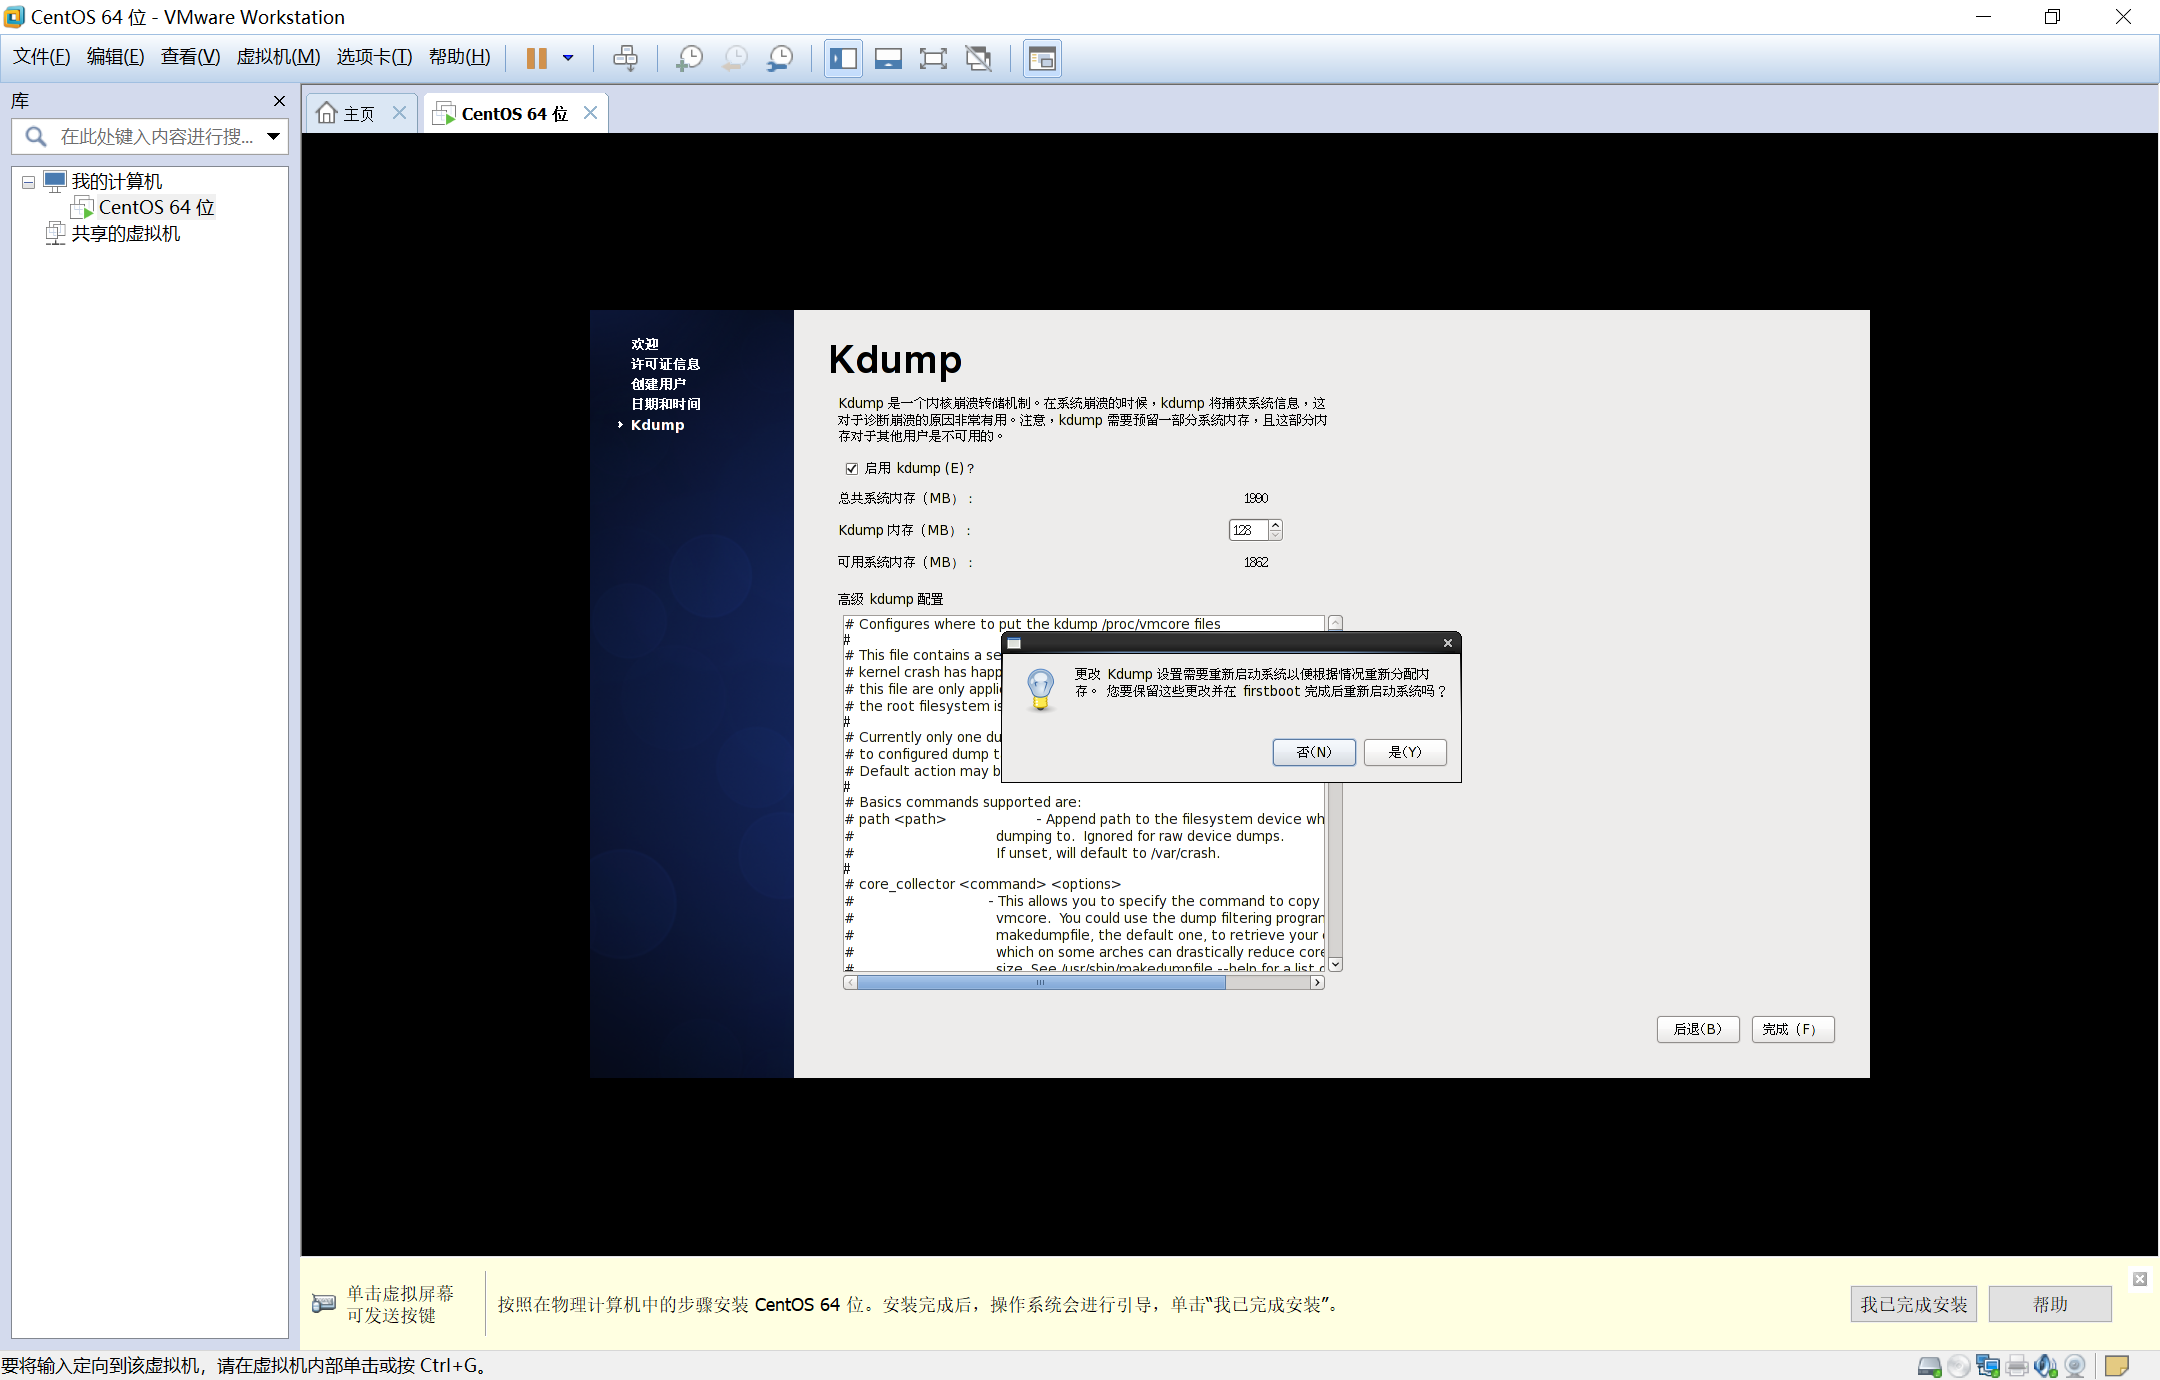 CentOS 64 位 - VMware Workstation
文件(F) 编辑(E) 查看(V) 虚拟机(M) 选项卡(T) 帮助(H)
库
在此处键入内容进行搜...
我的计算机
CentOS 64 位
共享的虚拟机
主页
CentOS 64 位
欢迎
许可证信息
创建用户
日期和时间
Kdump
Kdump
Kdump 是一个内核崩溃转储机制。在系统崩溃的时候，kdump 将捕获系统信息，这
对于诊断崩溃的原因非常有用。注意，kdump 需要预留一部分系统内存，且这部分内
存对于其他用户是不可用的。
启用 kdump (E)？
总共系统内存（MB）： 1990
Kdump 内存（MB）： 128
可用系统内存（MB）： 1862
高级 kdump 配置
# Configures where to put the kdump /proc/vmcore files
#
# This file contains a se
# kernel crash has happ
# this file are only appli
# the root filesystem is
#
# Currently only one du
# to configured dump t
# Default action may b
#
# Basics commands supported are:
# path <path> - Append path to the filesystem device wh
# dumping to. Ignored for raw device dumps.
# If unset, will default to /var/crash.
#
# core_collector <command> <options>
# - This allows you to specify the command to copy
# vmcore. You could use the dump filtering program
# makedumpfile, the default one, to retrieve your
# which on some arches can drastically reduce core
# size. See /usr/sbin/makedumpfile --help for a list
更改 Kdump 设置需要重新启动系统以便根据情况重新分配内
存。 您要保留这些更改并在 firstboot 完成后重新启动系统吗？
否(N) 是(Y)
后退(B) 完成（F）
单击虚拟屏幕
可发送按键
按照在物理计算机中的步骤安装 CentOS 64 位。安装完成后，操作系统会进行引导，单击“我已完成安装”。
我已完成安装 帮助
要将输入定向到该虚拟机，请在虚拟机内部单击或按 Ctrl+G。